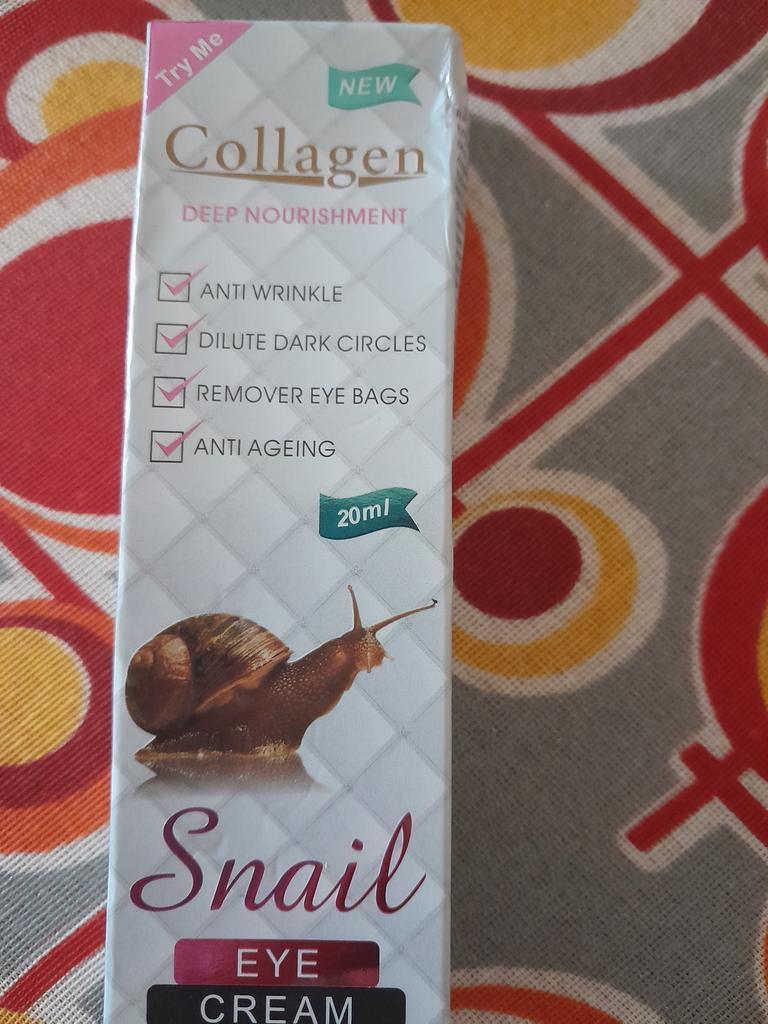 Try Me
NEW
Collagen
DEEP NOURISHMENT
ANTI WRINKLE
DILUTE DARK CIRCLES
REMOVER EYE BAGS
ANTI AGEING
20ml
Snail
EYE
CREAM